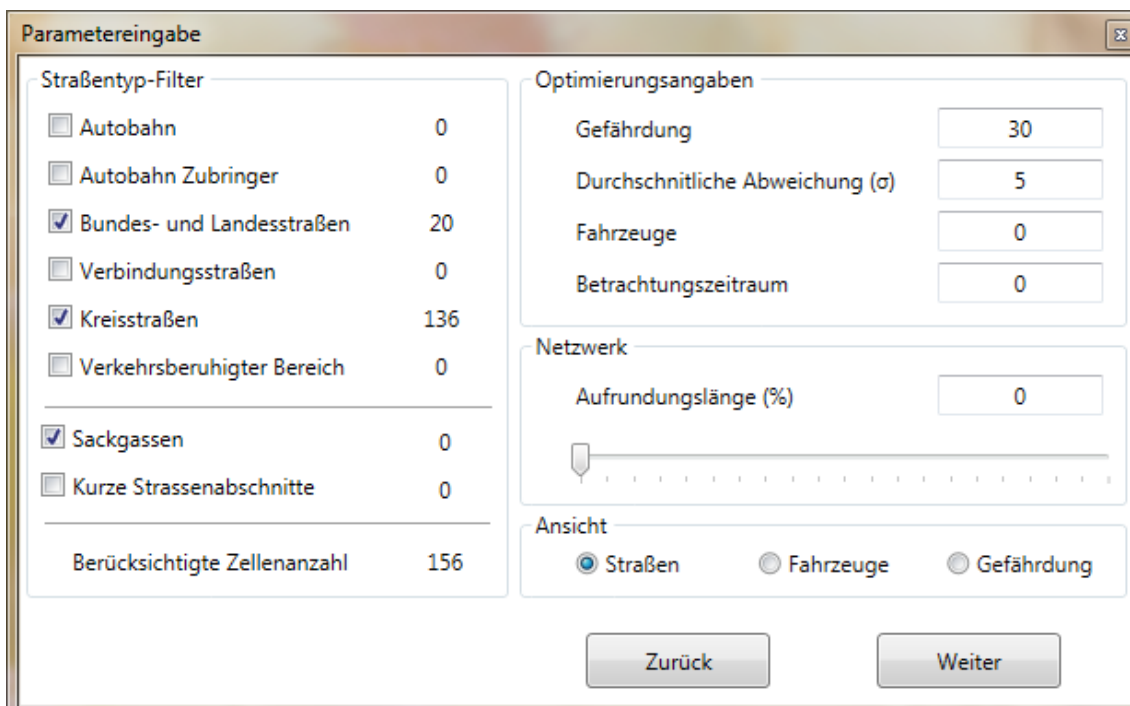 Parametereingabe
Straßentyp-Filter
Autobahn 0
Autobahn Zubringer 0
Bundes- und Landesstraßen 20
Verbindungsstraßen 0
Kreisstraßen 136
Verkehrsberuhigter Bereich 0
Sackgassen 0
Kurze Strassenabschnitte 0
Berücksichtigte Zellenanzahl 156
Optimierungsangaben
Gefährdung 30
Durchschnitliche Abweichung (σ) 5
Fahrzeuge 0
Betrachtungszeitraum 0
Netzwerk
Aufrundungslänge (%) 0
Ansicht
Straßen Fahrzeuge Gefährdung
Zurück Weiter